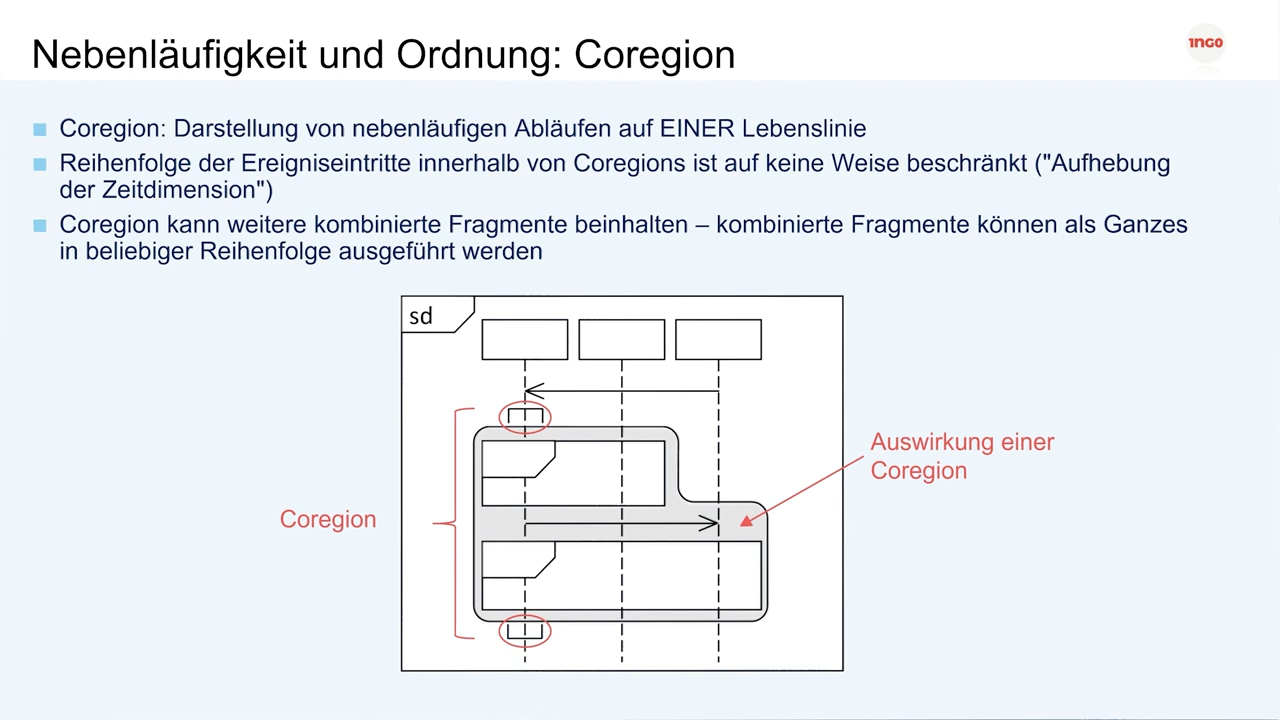 Nebenläufigkeit und Ordnung: Coregion
1NGO
Coregion: Darstellung von nebenläufigen Abläufen auf EINER Lebenslinie
Reihenfolge der Ereigniseintritte innerhalb von Coregions ist auf keine Weise beschränkt ("Aufhebung
der Zeitdimension")
Coregion kann weitere kombinierte Fragmente beinhalten – kombinierte Fragmente können als Ganzes
in beliebiger Reihenfolge ausgeführt werden
sd
Auswirkung einer
Coregion
Coregion